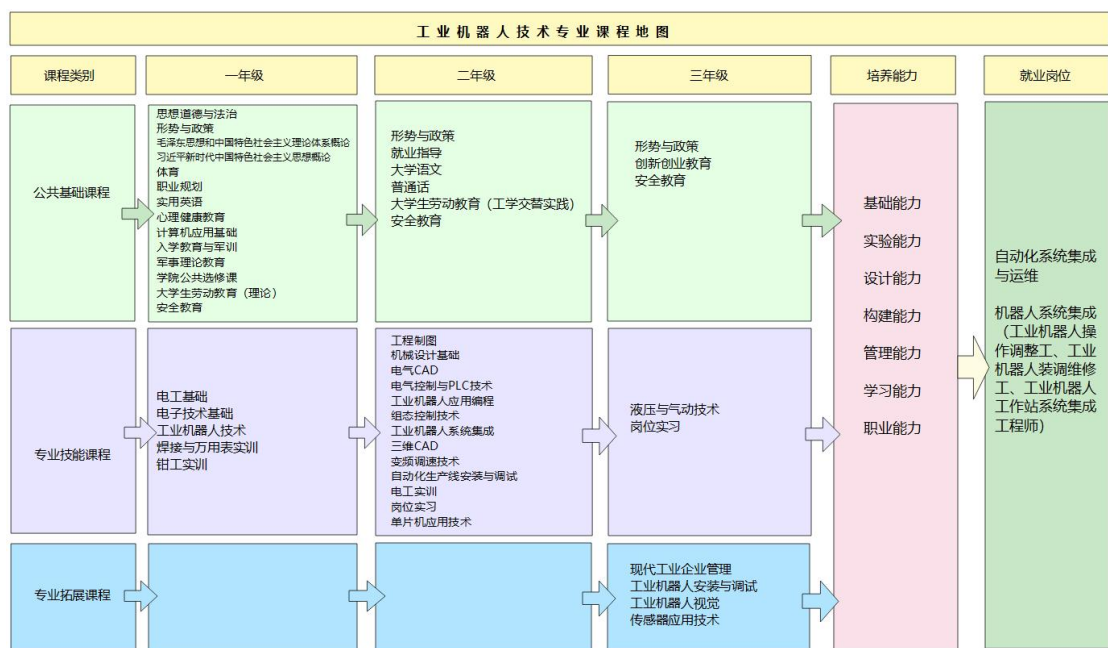 工业机器人技术专业课程地图
课程类别
一年级
二年级
三年级
培养能力
就业岗位
公共基础课程
思想道德与法治
形势与政策
毛泽东思想和中国特色社会主义理论体系概论
习近平新时代中国特色社会主义思想概论
体育
职业规划
实用英语
心理健康教育
计算机应用基础
入学教育与军训
军事理论教育
学院公共选修课
大学生劳动教育（理论）
安全教育
形势与政策
就业指导
大学语文
普通话
大学生劳动教育（工学交替实践）
安全教育
形势与政策
创新创业教育
安全教育
专业技能课程
电工基础
电子技术基础
工业机器人技术
焊接与万用表实训
钳工实训
工程制图
机械设计基础
电气CAD
电气控制与PLC技术
工业机器人应用编程
组态控制技术
工业机器人系统集成
三维CAD
变频调速技术
自动化生产线安装与调试
电工实训
岗位实习
单片机应用技术
液压与气动技术
岗位实习
专业拓展课程
现代工业企业管理
工业机器人安装与调试
工业机器人视觉
传感器应用技术
基础能力
实验能力
设计能力
构建能力
管理能力
学习能力
职业能力
自动化系统集成
与运维
机器人系统集成
（工业机器人操
作调整工、工业
机器人装调维修
工、工业机器人
工作站系统集成
工程师）